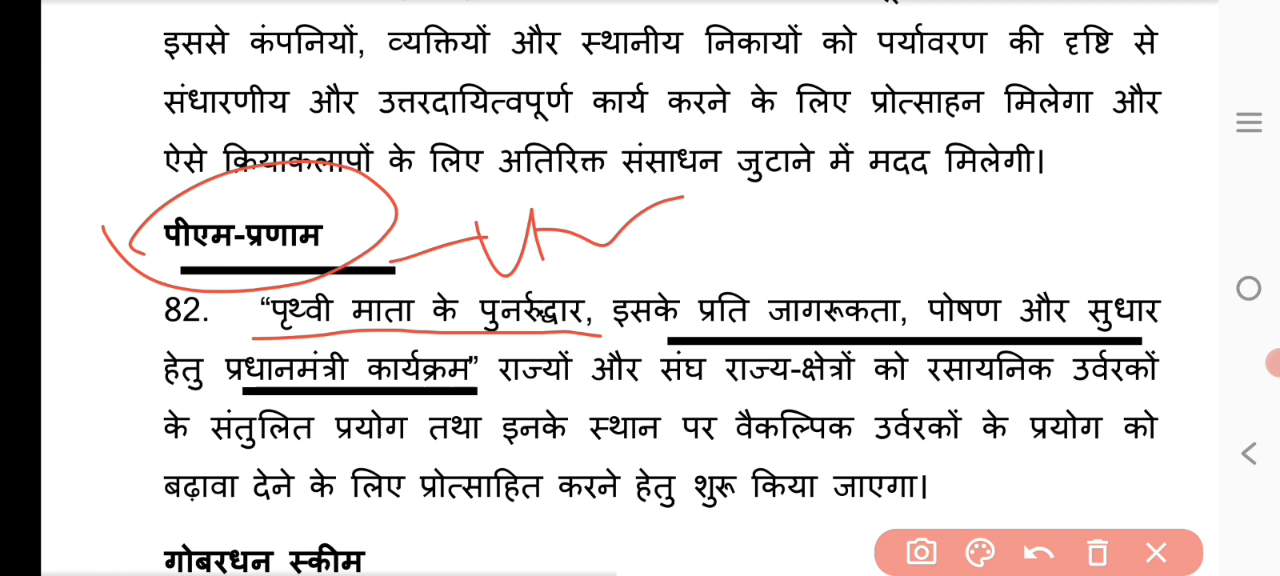 इससे कंपनियों, व्यक्तियों और स्थानीय निकायों को पर्यावरण की दृष्टि से
संधारणीय और उत्तरदायित्वपूर्ण कार्य करने के लिए प्रोत्साहन मिलेगा और
ऐसे क्रियाकलापों के लिए अतिरिक्त संसाधन जुटाने में मदद मिलेगी।
पीएम-प्रणाम
82. “पृथ्वी माता के पुनर्रुद्धार, इसके प्रति जागरूकता, पोषण और सुधार
हेतु प्रधानमंत्री कार्यक्रम” राज्यों और संघ राज्य-क्षेत्रों को रसायनिक उर्वरकों
के संतुलित प्रयोग तथा इनके स्थान पर वैकल्पिक उर्वरकों के प्रयोग को
बढ़ावा देने के लिए प्रोत्साहित करने हेतु शुरू किया जाएगा।
गोबरधन स्कीम